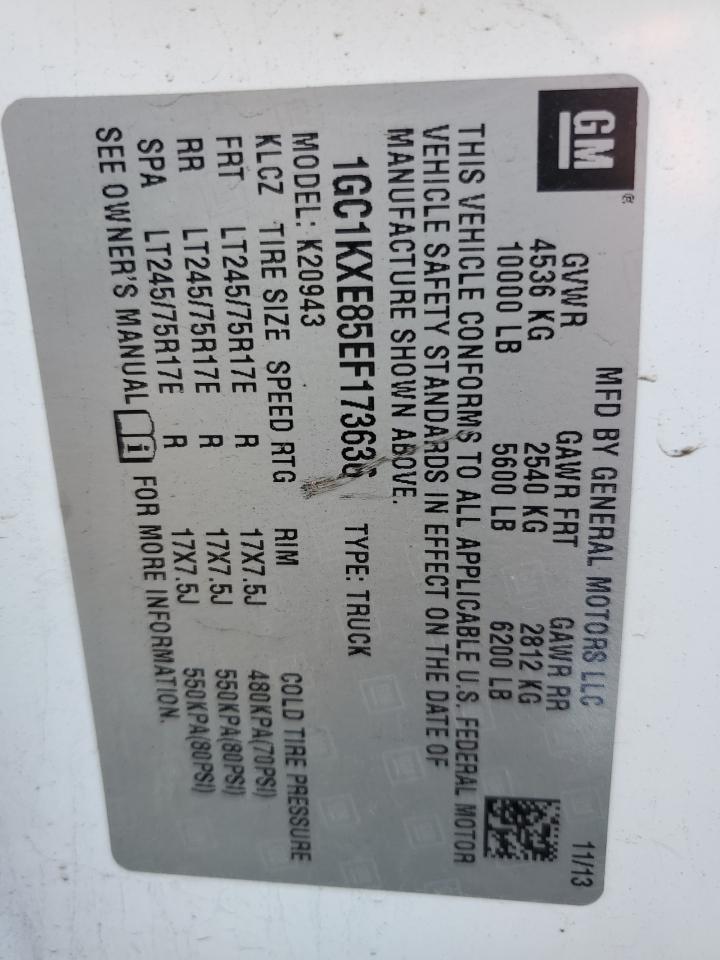 GM®
MFD BY GENERAL MOTORS LLC 11/13
GVWR GAWR FRT GAWR RR
4536 KG 2540 KG 2812 KG
10000 LB 5600 LB 6200 LB
THIS VEHICLE CONFORMS TO ALL APPLICABLE U.S. FEDERAL MOTOR
VEHICLE SAFETY STANDARDS IN EFFECT ON THE DATE OF
MANUFACTURE SHOWN ABOVE.
1GC1KXE85EF173636 TYPE: TRUCK
MODEL: K20943
KLCZ TIRE SIZE SPEED RTG RIM COLD TIRE PRESSURE
FRT LT245/75R17E R 17X7.5J 480KPA(70PSI)
RR LT245/75R17E R 17X7.5J 550KPA(80PSI)
SPA LT245/75R17E R 17X7.5J 550KPA(80PSI)
SEE OWNER'S MANUAL i FOR MORE INFORMATION.